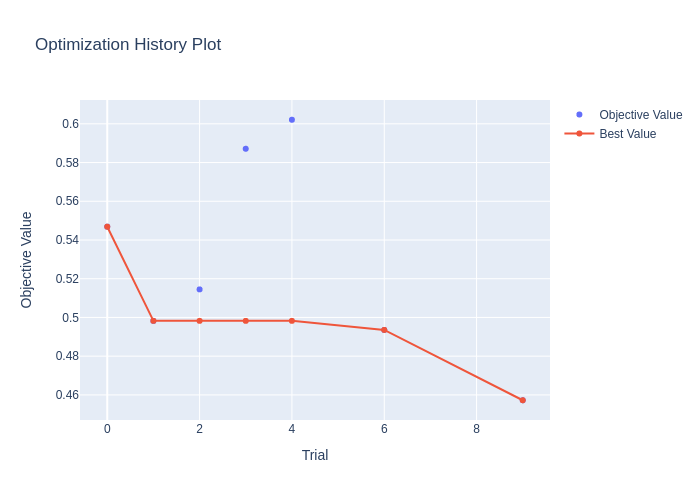 Optimization History Plot
Objective Value
Best Value
0.6
0.58
0.56
0.54
0.52
0.5
0.48
0.46
Objective Value
0
2
4
6
8
Trial